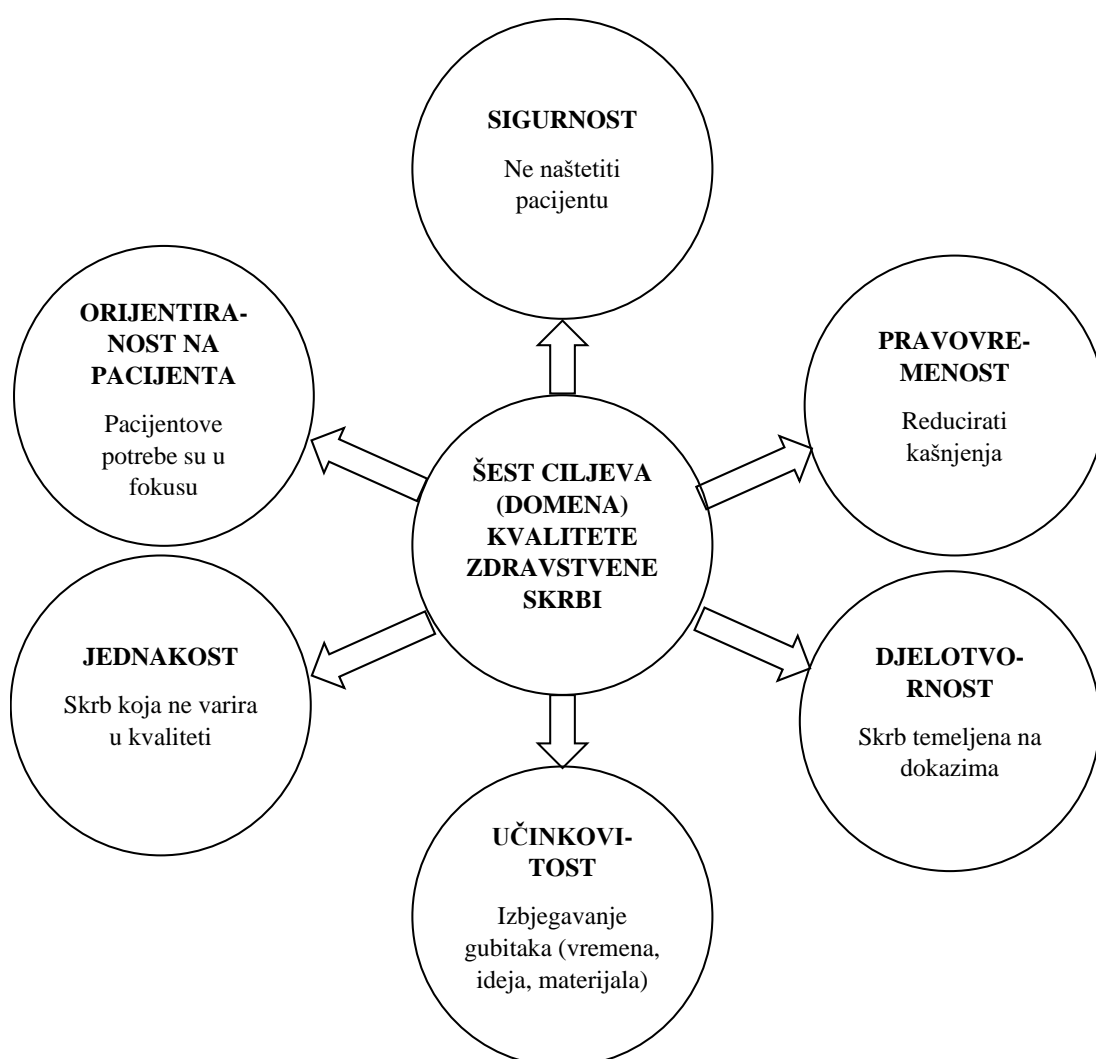 SIGURNOST
Ne naštetiti
pacijentu
ORIJENTIRA-
NOST NA
PACIJENTA
Pacijentove
potrebe su u
fokusu
PRAVOVRE-
MENOST
Reducirati
kašnjenja
ŠEST CILJEVA
(DOMENA)
KVALITETE
ZDRAVSTVENE
SKRBI
JEDNAKOST
Skrb koja ne varira
u kvaliteti
DJELOTVO-
RNOST
Skrb temeljena na
dokazima
UČINKOVI-
TOST
Izbjegavanje
gubitaka (vremena,
ideja, materijala)